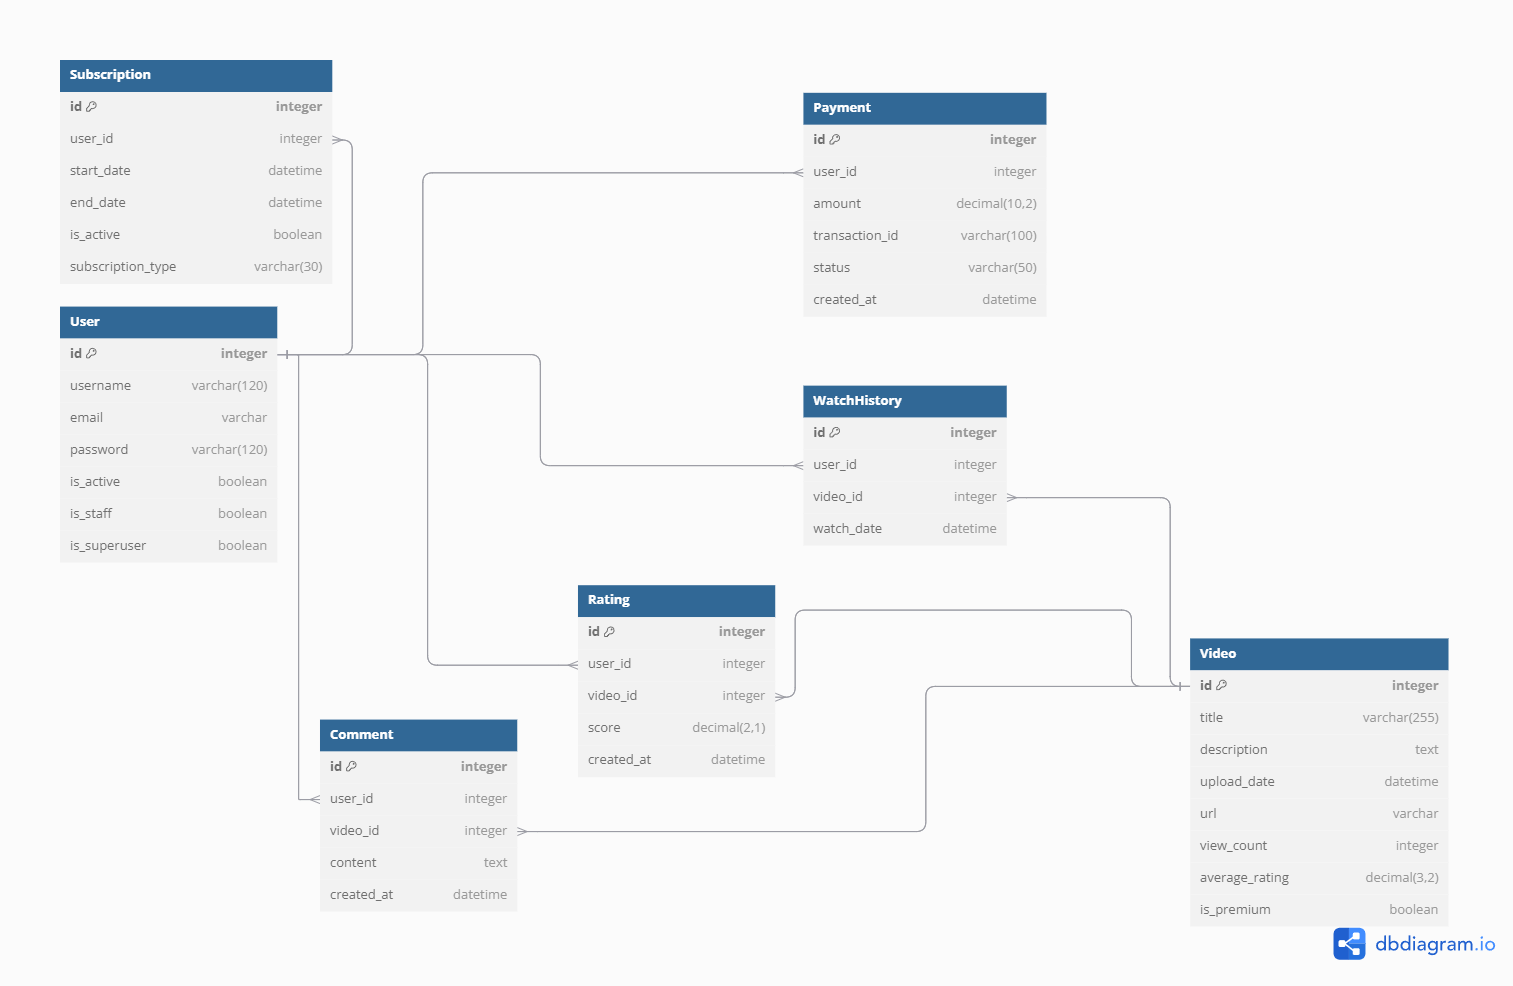 Subscription
id integer
user_id integer
start_date datetime
end_date datetime
is_active boolean
subscription_type varchar(30)
User
id integer
username varchar(120)
email varchar
password varchar(120)
is_active boolean
is_staff boolean
is_superuser boolean
Payment
id integer
user_id integer
amount decimal(10,2)
transaction_id varchar(100)
status varchar(50)
created_at datetime
WatchHistory
id integer
user_id integer
video_id integer
watch_date datetime
Rating
id integer
user_id integer
video_id integer
score decimal(2,1)
created_at datetime
Comment
id integer
user_id integer
video_id integer
content text
created_at datetime
Video
id integer
title varchar(255)
description text
upload_date datetime
url varchar
view_count integer
average_rating decimal(3,2)
is_premium boolean
dbdiagram.io